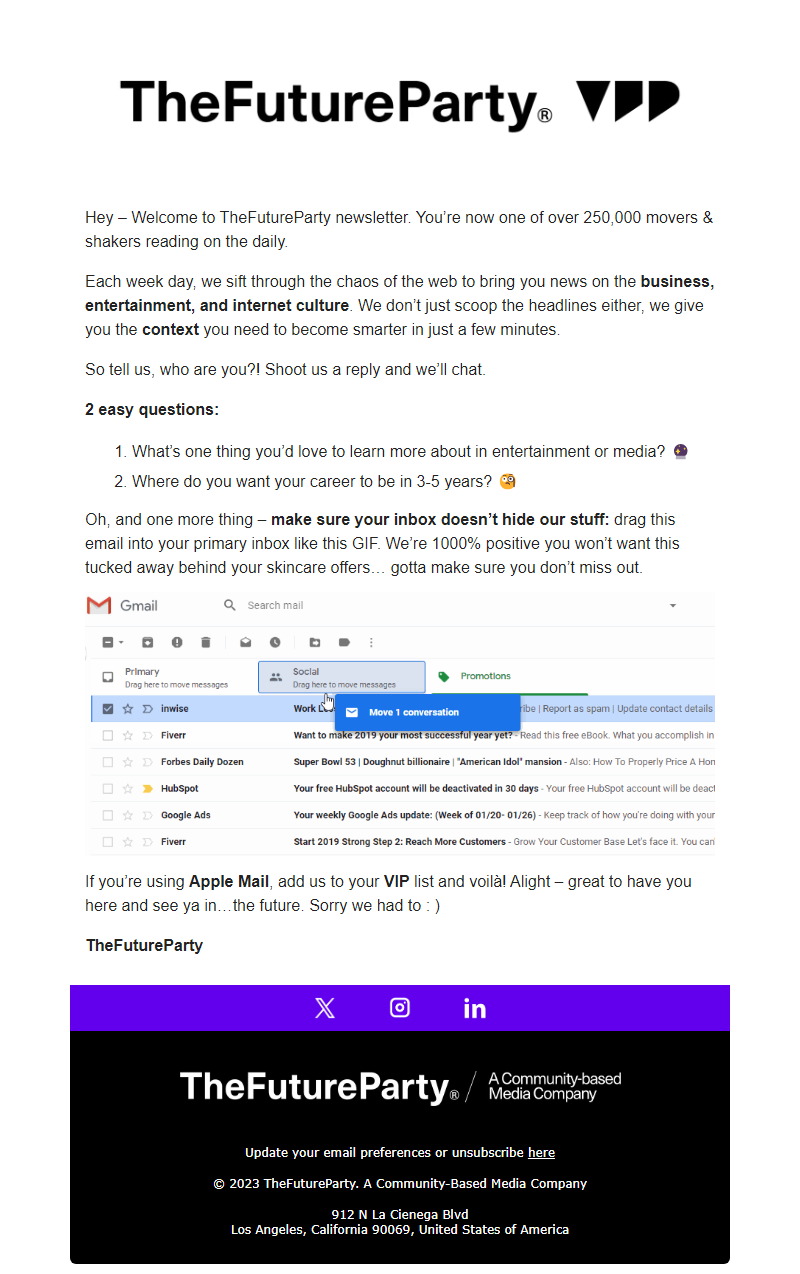 TheFutureParty® VIP
Hey – Welcome to TheFutureParty newsletter. You’re now one of over 250,000 movers &
shakers reading on the daily.
Each week day, we sift through the chaos of the web to bring you news on the business,
entertainment, and internet culture. We don’t just scoop the headlines either, we give
you the context you need to become smarter in just a few minutes.
So tell us, who are you?! Shoot us a reply and we’ll chat.
2 easy questions:
1. What’s one thing you’d love to learn more about in entertainment or media? 🔮
2. Where do you want your career to be in 3-5 years? 🧐
Oh, and one more thing – make sure your inbox doesn’t hide our stuff: drag this
email into your primary inbox like this GIF. We’re 1000% positive you won’t want this
tucked away behind your skincare offers… gotta make sure you don’t miss out.
Gmail Search mail
Primary Social Promotions
Drag here to move messages Drag here to move messages
inwise Work Move 1 conversation | Report as spam | Update contact details
Fiverr Want to make 2019 your most successful year yet? - Read this free eBook. What you accomplish in
Forbes Daily Dozen Super Bowl 53 | Doughnut billionaire | "American Idol" mansion - Also: How To Properly Price A
HubSpot Your free HubSpot account will be deactivated in 30 days - Your free HubSpot account will be
Google Ads Your weekly Google Ads update: (Week of 01/20- 01/26) - Keep track of how you're doing with your
Fiverr Start 2019 Strong Step 2: Reach More Customers - Grow Your Customer Base Let's face it. You
If you’re using Apple Mail, add us to your VIP list and voilà! Alight – great to have you
here and see ya in…the future. Sorry we had to : )
TheFutureParty
TheFutureParty® / A Community-based
Media Company
Update your email preferences or unsubscribe here
© 2023 TheFutureParty. A Community-Based Media Company
912 N La Cienega Blvd
Los Angeles, California 90069, United States of America